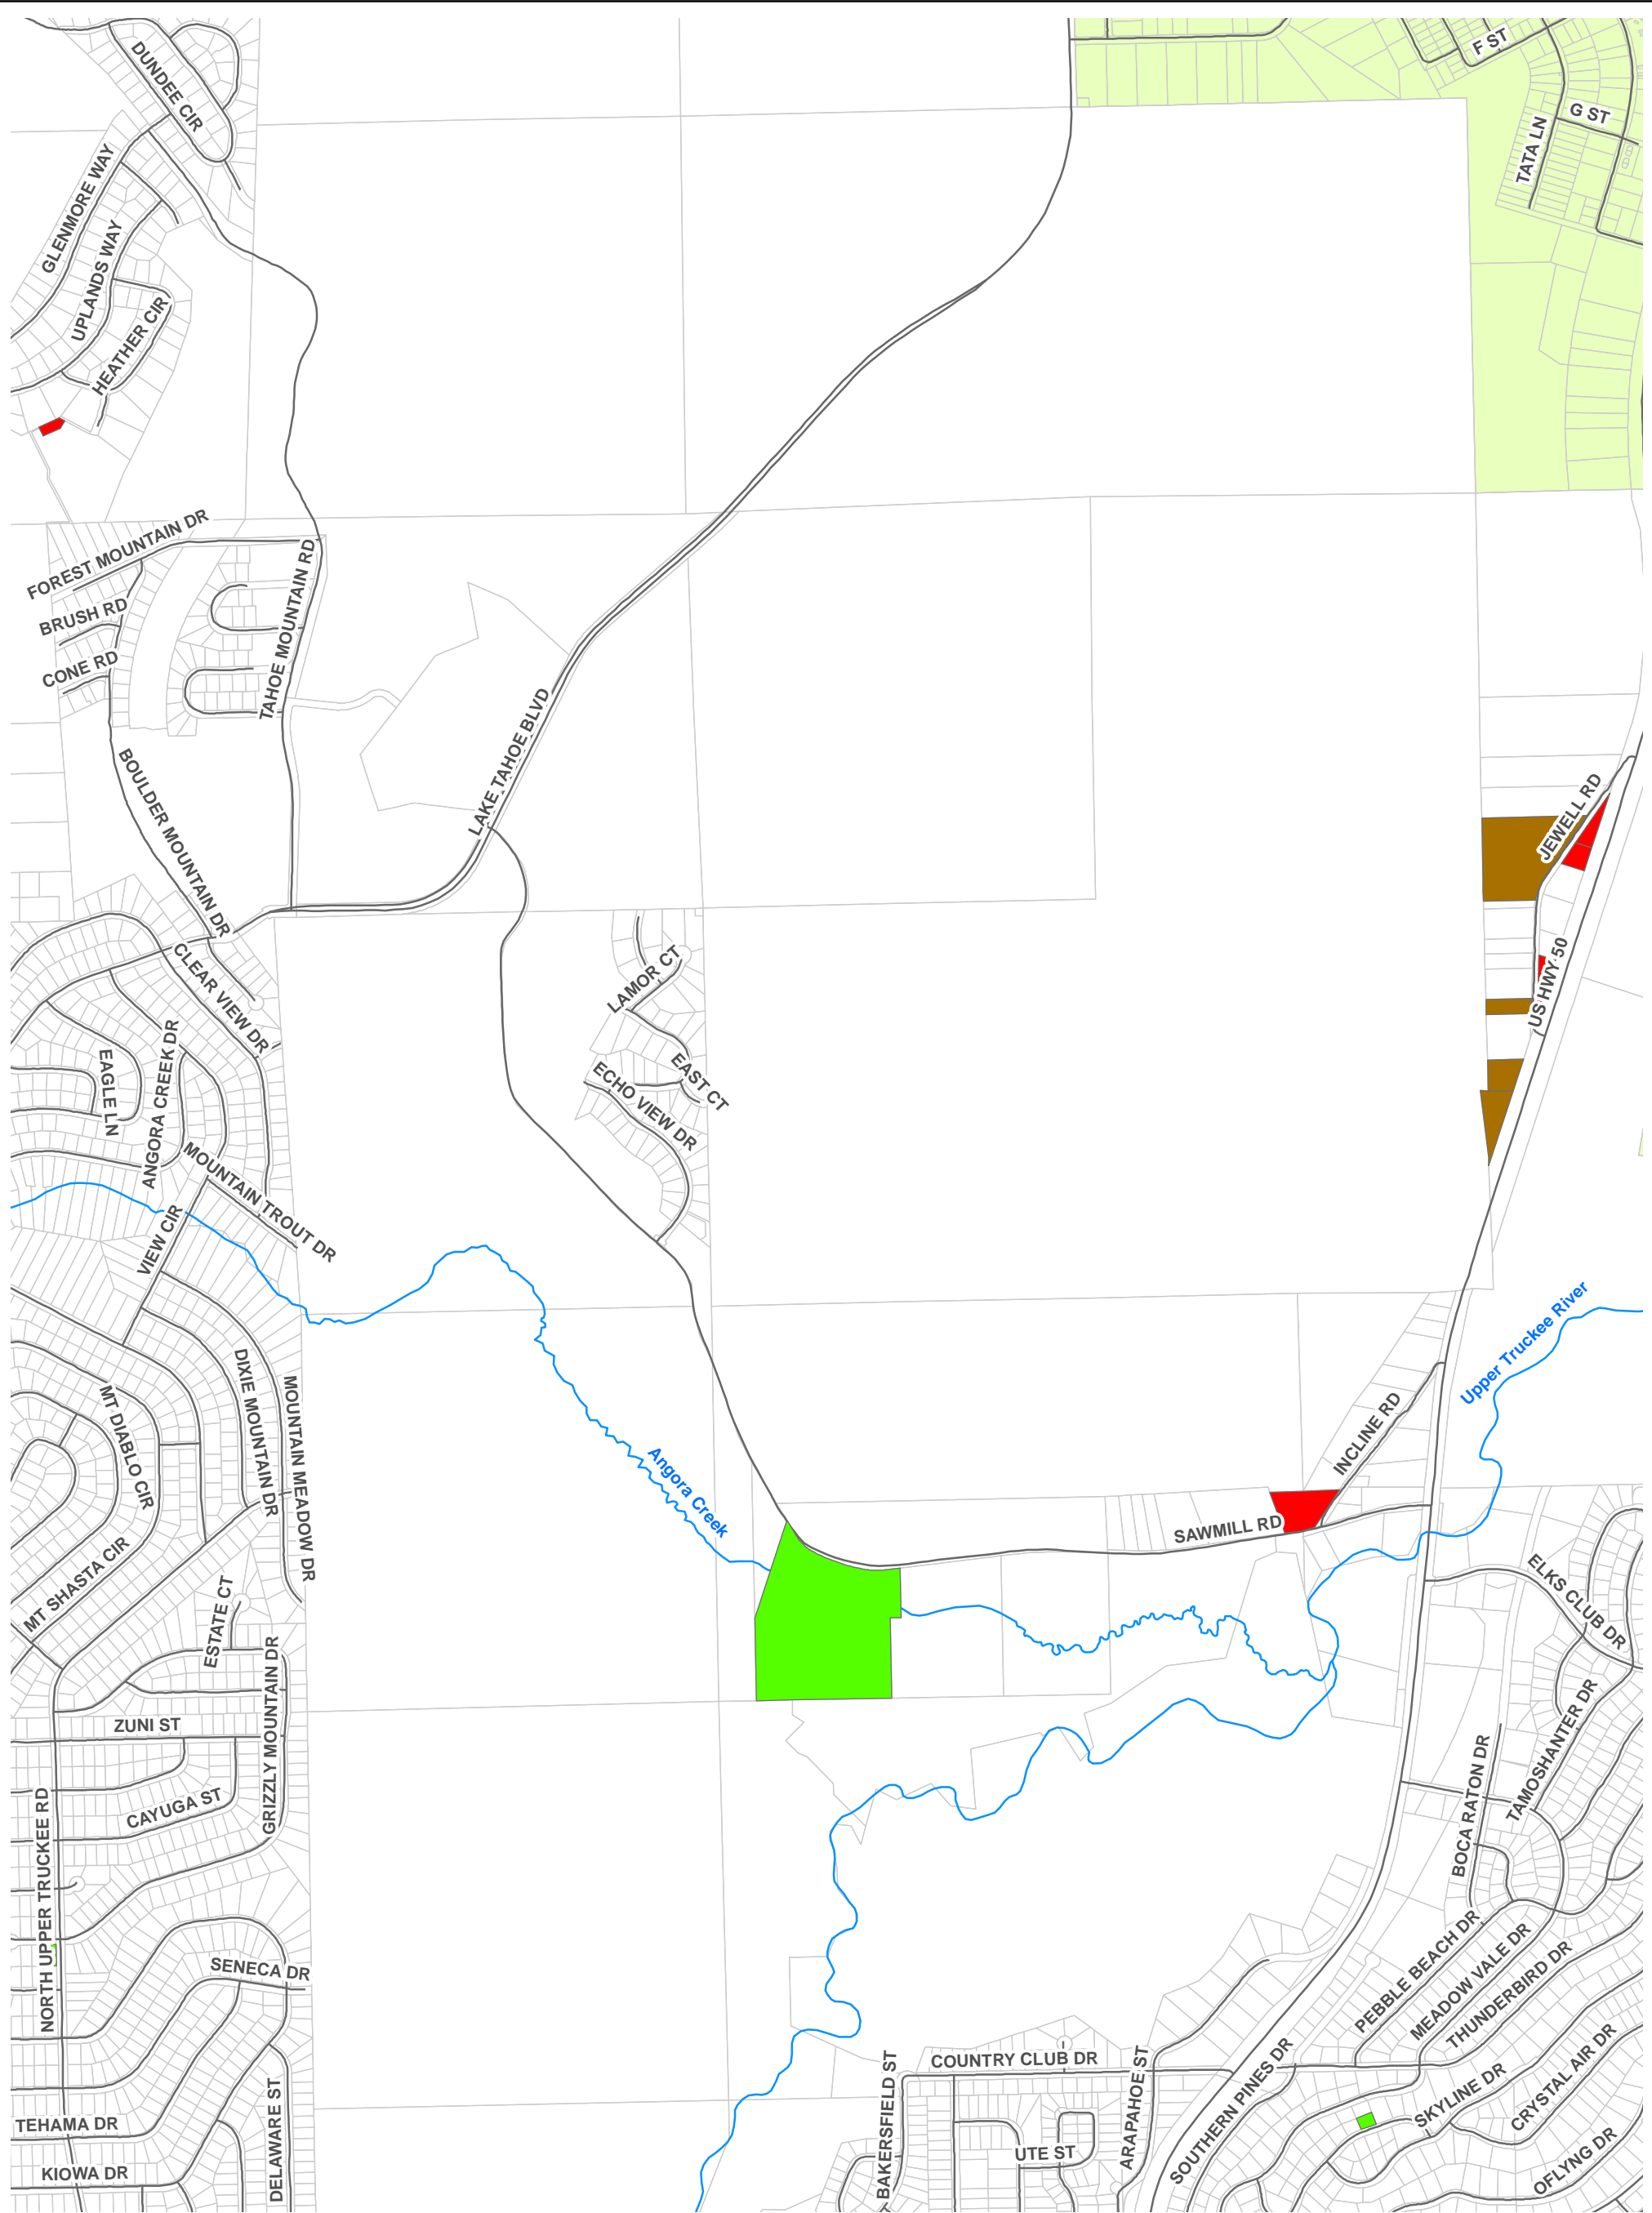 F ST
DUNDEE CIR
G ST
TATA LN
GLENMORE WAY
UPLANDS WAY
HEATHER CIR
FOREST MOUNTAIN DR
BRUSH RD
TAHOE MOUNTAIN RD
CONE RD
LAKE TAHOE BLVD
BOULDER MOUNTAIN DR
JEWELL RD
CLEAR VIEW DR
LAMOR CT
US HWY 50
EAGLE LN
ANGORA CREEK DR
EAST CT
ECHO VIEW DR
MOUNTAIN TROUT DR
VIEW CIR
Upper Truckee River
DIXIE MOUNTAIN DR
MOUNTAIN MEADOW DR
MT DIABLO CIR
INCLINE RD
Angora Creek
SAWMILL RD
MT SHASTA CIR
ELKS CLUB DR
ESTATE CT
GRIZZLY MOUNTAIN DR
TAMOSHANTER DR
ZUNI ST
BOCA RATON DR
CAYUGA ST
NORTH UPPER TRUCKEE RD
PEBBLE BEACH DR
MEADOW VALE DR
THUNDERBIRD DR
SENECA DR
COUNTRY CLUB DR
BAKERSFIELD ST
ARAPAHOE ST
SOUTHERN PINES DR
SKYLINE DR
CRYSTAL AIR DR
TEHAMA DR
DELAWARE ST
UTE ST
KIOWA DR
OFLYNG DR